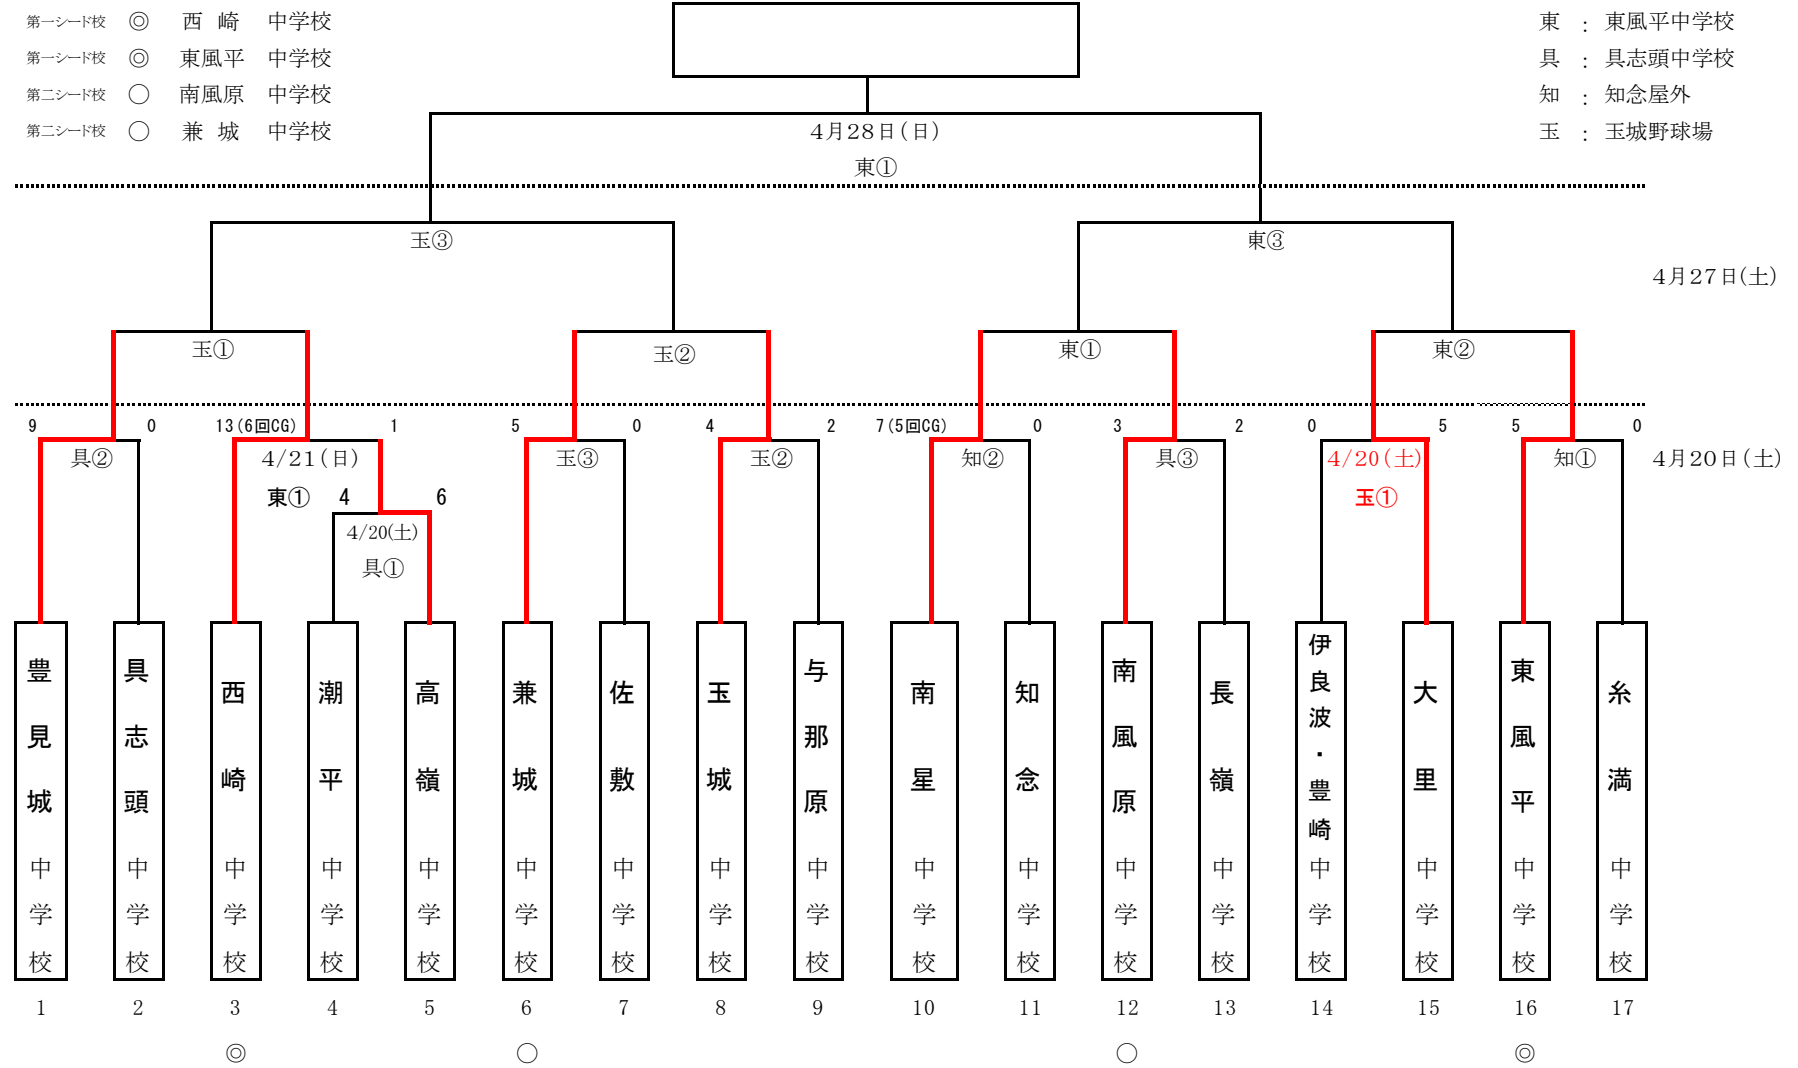 第一シード校 ◎ 西 崎 中学校
第一シード校 ◎ 東風平 中学校
第二シード校 ○ 南風原 中学校
第二シード校 ○ 兼 城 中学校
東 : 東風平中学校
具 : 具志頭中学校
知 : 知念屋外
玉 : 玉城野球場
4月28日(日)
東①
玉③ 東③
4月27日(土)
玉① 玉② 東① 東②
9 0 13(6回CG) 1 5 0 4 2 7(5回CG) 0 3 2 0 5 5 0
具② 4/21(日) 玉③ 玉② 知② 具③ 4/20(土) 知① 4月20日(土)
東① 4 6 玉①
4/20(土)
具①
豊見城中学校
具志頭中学校
西崎中学校
潮平中学校
高嶺中学校
兼城中学校
佐敷中学校
玉城中学校
与那原中学校
南星中学校
知念中学校
南風原中学校
長嶺中学校
伊良波・豊崎中学校
大里中学校
東風平中学校
糸満中学校
1 2 3 4 5 6 7 8 9 10 11 12 13 14 15 16 17
◎ ○ ○ ◎